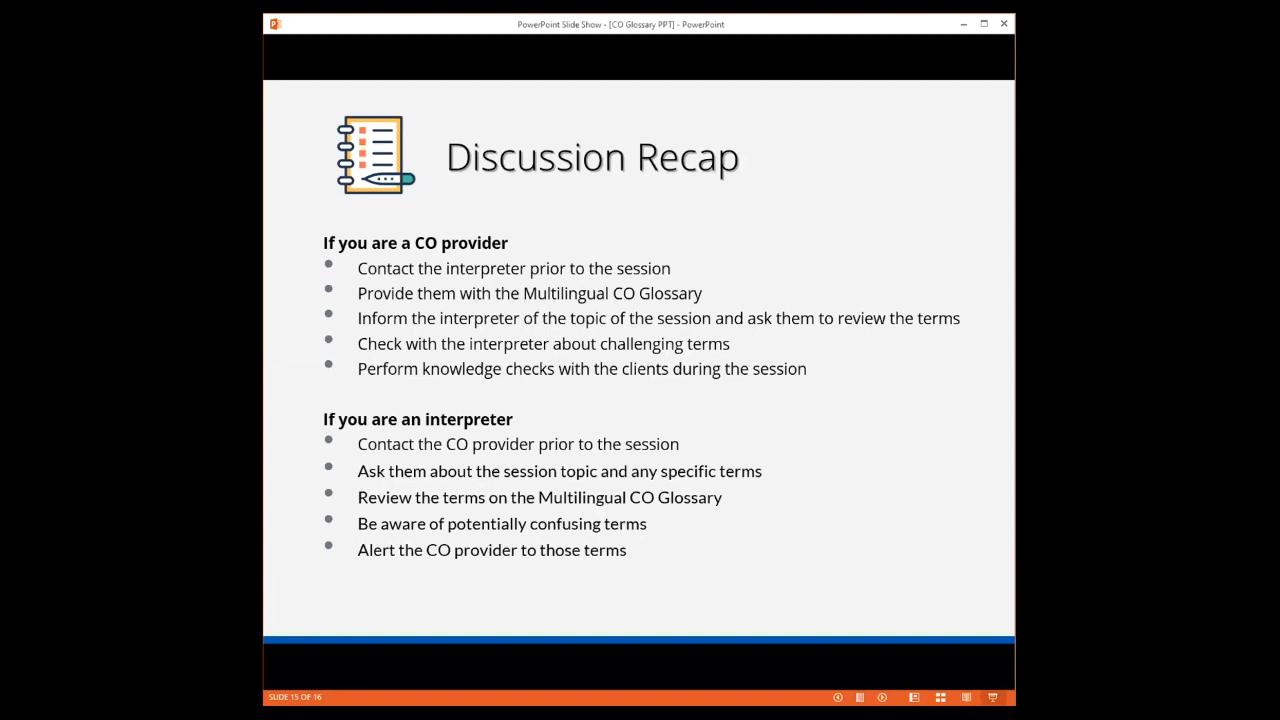 PowerPoint Slide Show - [CO Glossary PPT] - PowerPoint
Discussion Recap
If you are a CO provider
Contact the interpreter prior to the session
Provide them with the Multilingual CO Glossary
Inform the interpreter of the topic of the session and ask them to review the terms
Check with the interpreter about challenging terms
Perform knowledge checks with the clients during the session
If you are an interpreter
Contact the CO provider prior to the session
Ask them about the session topic and any specific terms
Review the terms on the Multilingual CO Glossary
Be aware of potentially confusing terms
Alert the CO provider to those terms
SLIDE 15 OF 16